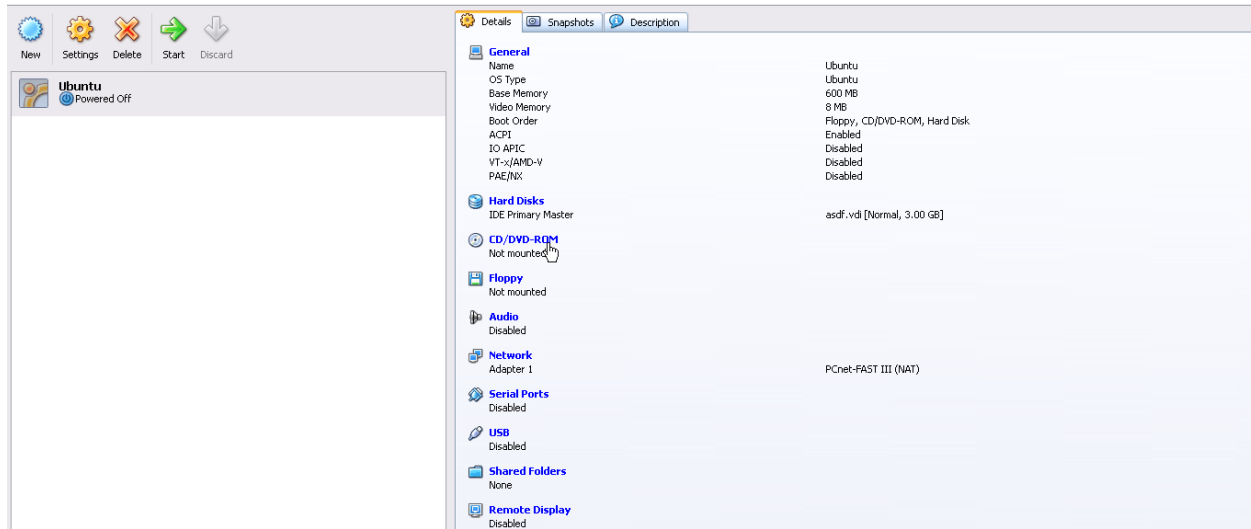 New Settings Delete Start Discard
Ubuntu
Powered Off
Details Snapshots Description
General
Name Ubuntu
OS Type Ubuntu
Base Memory 600 MB
Video Memory 8 MB
Boot Order Floppy, CD/DVD-ROM, Hard Disk
ACPI Enabled
IO APIC Disabled
VT-x/AMD-V Disabled
PAE/NX Disabled
Hard Disks
IDE Primary Master asdf.vdi [Normal, 3.00 GB]
CD/DVD-ROM
Not mounted
Floppy
Not mounted
Audio
Disabled
Network
Adapter 1 PCnet-FAST III (NAT)
Serial Ports
Disabled
USB
Disabled
Shared Folders
None
Remote Display
Disabled